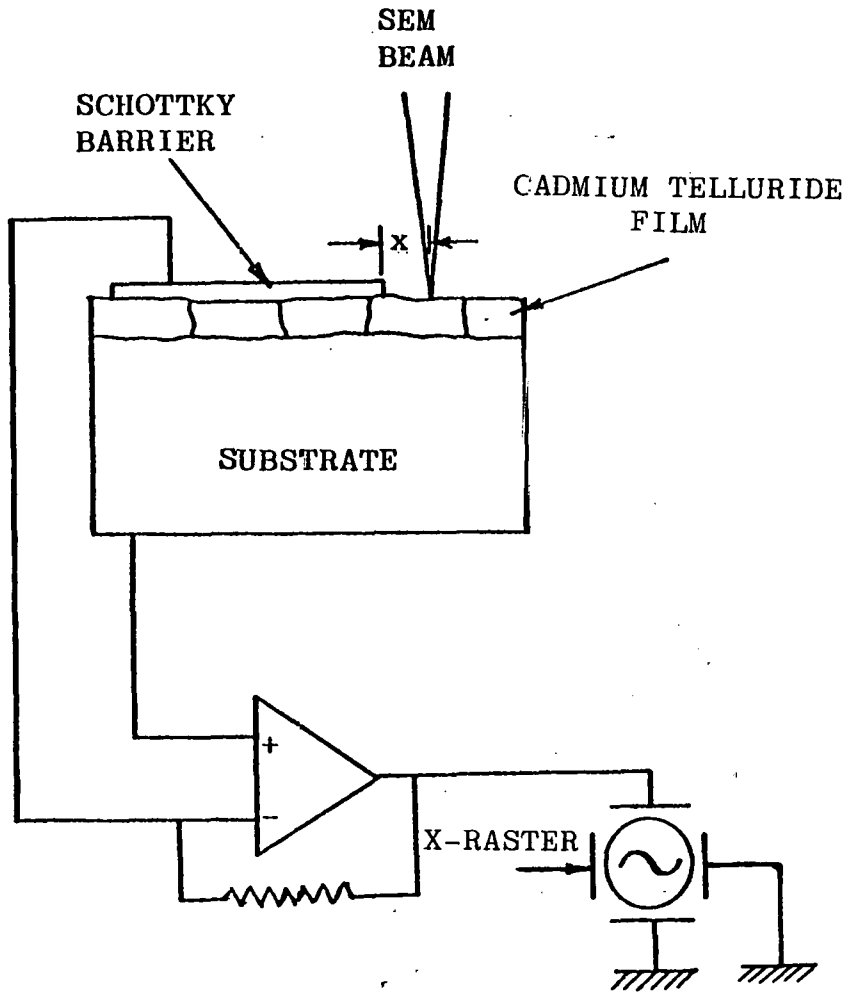 SEM
BEAM
SCHOTTKY
BARRIER
CADMIUM TELLURIDE
FILM
x
SUBSTRATE
+
-
X-RASTER